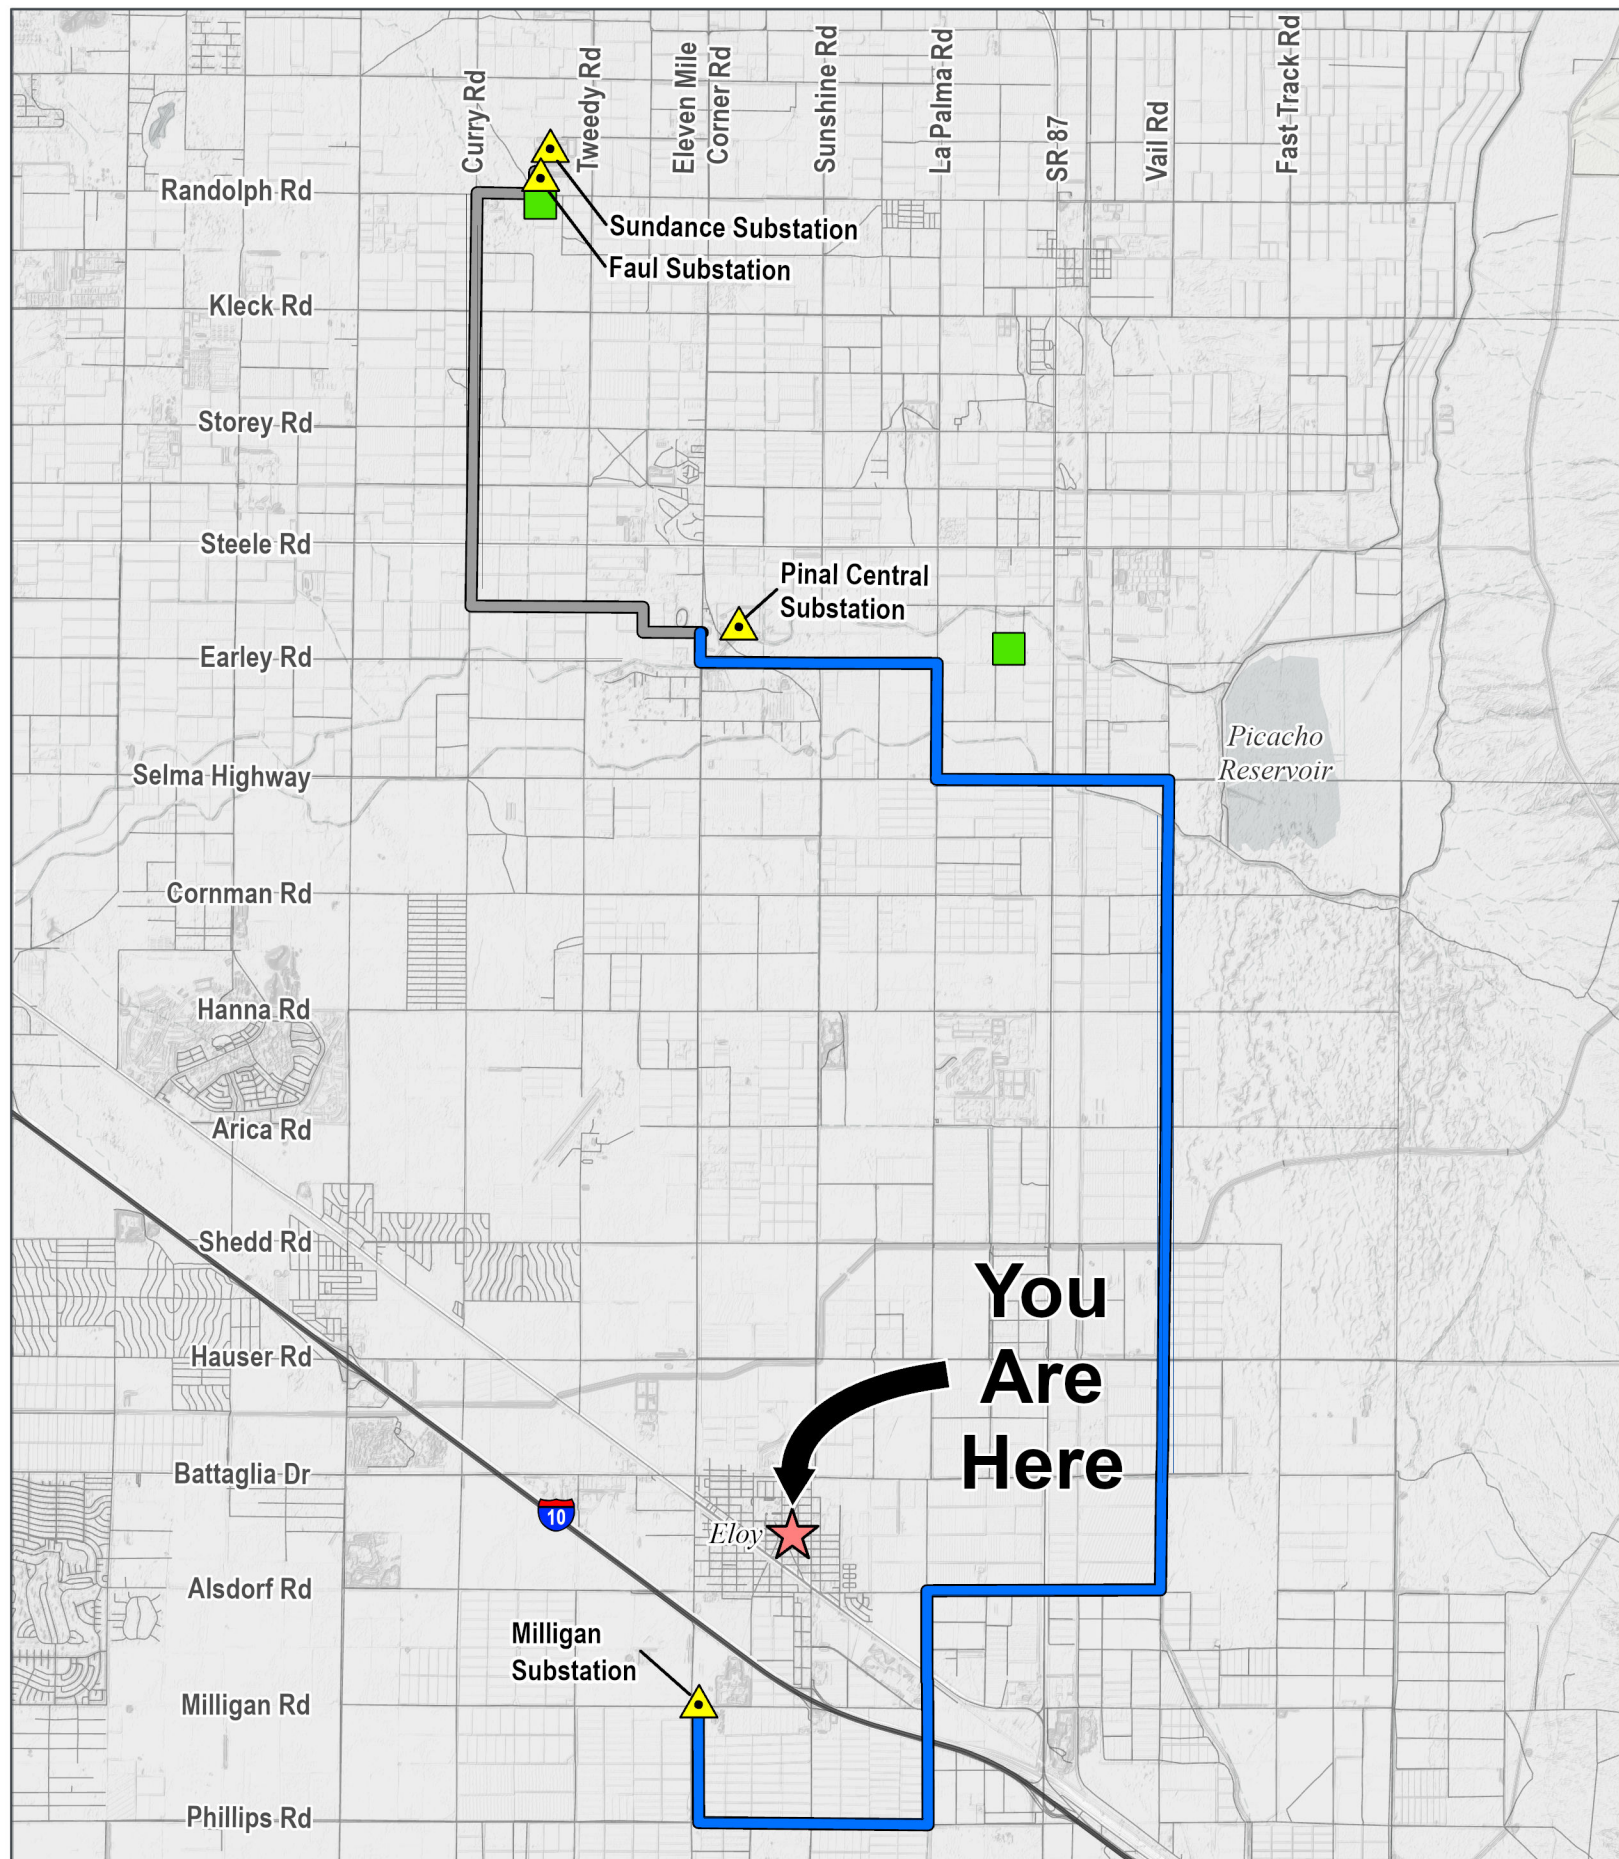 Curry Rd
Tweedy Rd
Eleven Mile
Corner Rd
Sunshine Rd
La Palma Rd
SR 87
Vail Rd
Fast Track Rd
Randolph Rd
Sundance Substation
Faul Substation
Kleck Rd
Storey Rd
Steele Rd
Pinal Central
Substation
Earley Rd
Picacho
Reservoir
Selma Highway
Cornman Rd
Hanna Rd
Arica Rd
Shedd Rd
You
Are
Here
Hauser Rd
Battaglia Dr
10
Eloy
Alsdorf Rd
Milligan
Substation
Milligan Rd
Phillips Rd